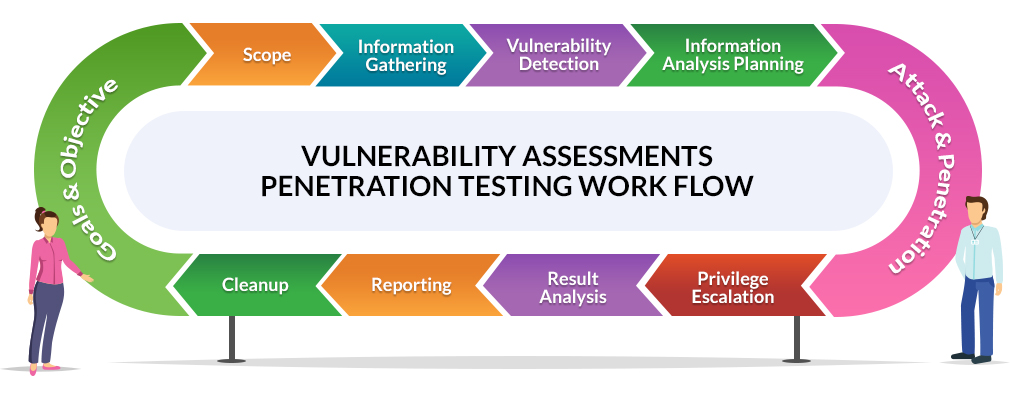 Goals & Objective
Scope
Information
Gathering
Vulnerability
Detection
Information
Analysis Planning
Attack & Penetration
VULNERABILITY ASSESSMENTS
PENETRATION TESTING WORK FLOW
Privilege
Escalation
Result
Analysis
Reporting
Cleanup